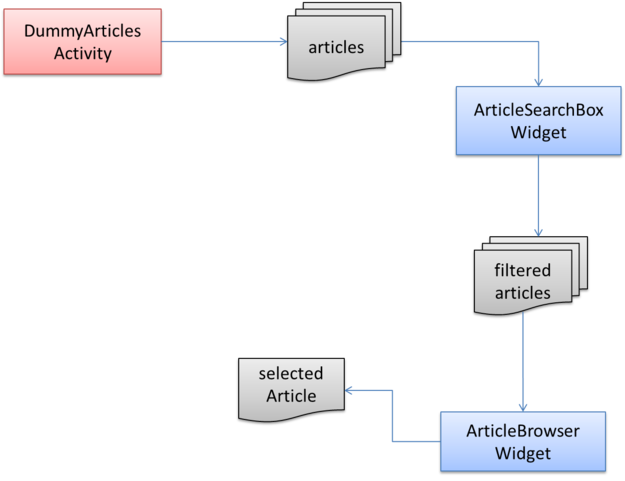 DummyArticles
Activity
articles
ArticleSearchBox
Widget
filtered
articles
selected
Article
ArticleBrowser
Widget